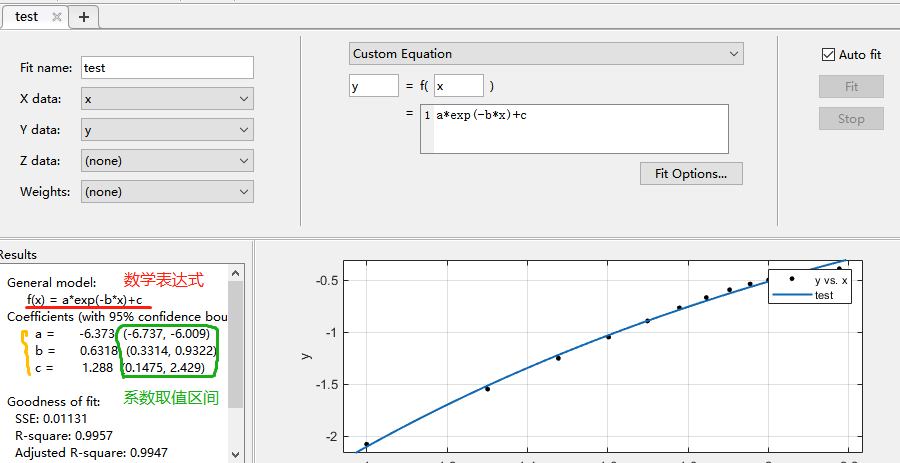 test
Fit name: test
X data: x
Y data: y
Z data: (none)
Weights: (none)
Custom Equation
y = f( x )
= 1 a*exp(-b*x)+c
Fit Options...
Auto fit
Fit
Stop
Results
General model: 数学表达式
f(x) = a*exp(-b*x)+c
Coefficients (with 95% confidence bou
a = -6.373 (-6.737, -6.009)
b = 0.6318 (0.3314, 0.9322)
c = 1.288 (0.1475, 2.429)
系数取值区间
Goodness of fit:
SSE: 0.01131
R-square: 0.9957
Adjusted R-square: 0.9947
y vs. x
test
-0.5
-1
-1.5
-2
y